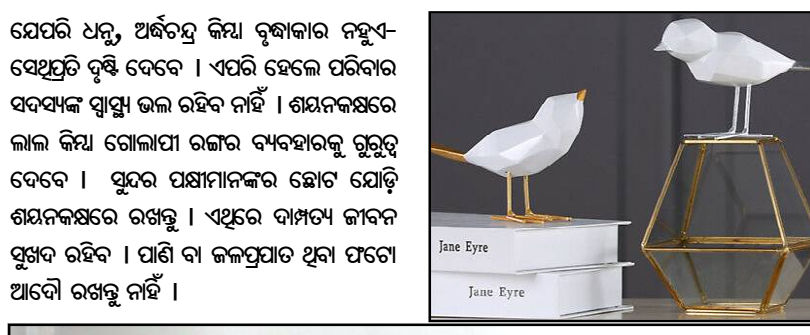 ଯେପରି ଧନୁ, ଅର୍ଦ୍ଧଚନ୍ଦ୍ର କିମ୍ବା ବୃଦ୍ଧାକାର ନହୁଏ-
ସେଥିପ୍ରତି ଦୃଷ୍ଟି ଦେବେ । ଏପରି ହେଲେ ପରିବାର
ସଦସ୍ୟଙ୍କ ସ୍ୱାସ୍ଥ୍ୟ ଭଲ ରହିବ ନାହିଁ । ଶୟନକକ୍ଷରେ
ଲାଲ କିମ୍ବା ଗୋଲାପୀ ରଙ୍ଗର ବ୍ୟବହାରକୁ ଗୁରୁତ୍ୱ
ଦେବେ । ସୁନ୍ଦର ପକ୍ଷୀମାନଙ୍କର ଛୋଟ ଯୋଡ଼ି
ଶୟନକକ୍ଷରେ ରଖନ୍ତୁ । ଏଥିରେ ଦାମ୍ପତ୍ୟ ଜୀବନ
ସୁଖଦ ରହିବ । ପାଣି ବା ଜଳପ୍ରପାତ ଥିବା ଫଟୋ
ଆଦୌ ରଖନ୍ତୁ ନାହିଁ ।
Jane Eyre
Jane Eyre